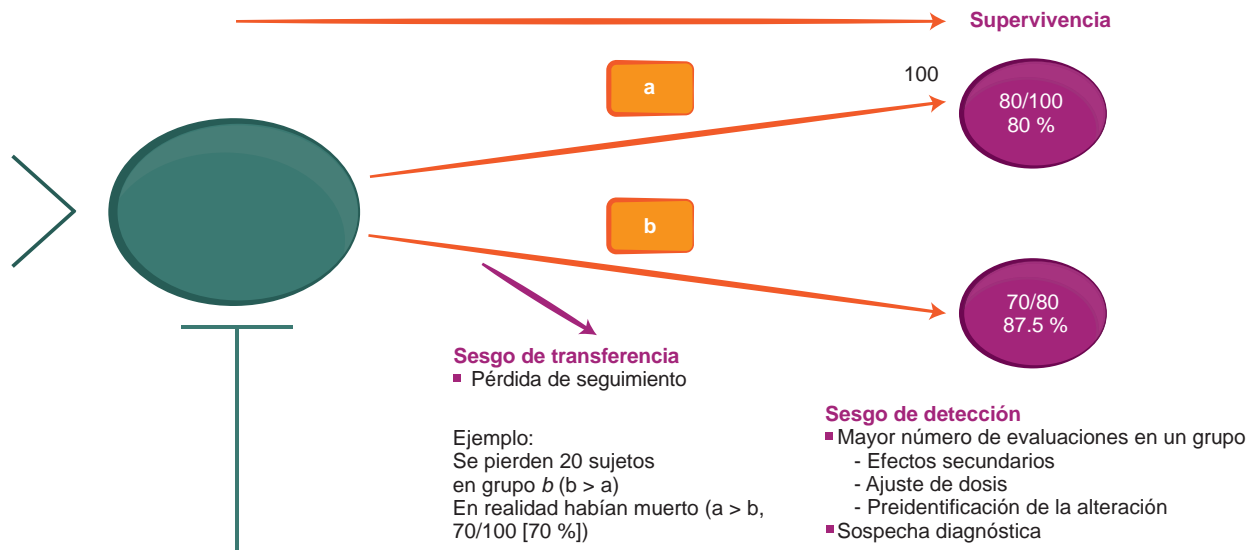 Supervivencia
a
100
80/100
80 %
b
70/80
87.5 %
Sesgo de transferencia
▪ Pérdida de seguimiento
Ejemplo:
Se pierden 20 sujetos
en grupo b (b > a)
En realidad habían muerto (a > b,
70/100 [70 %])
Sesgo de detección
▪ Mayor número de evaluaciones en un grupo
- Efectos secundarios
- Ajuste de dosis
- Preidentificación de la alteración
▪ Sospecha diagnóstica